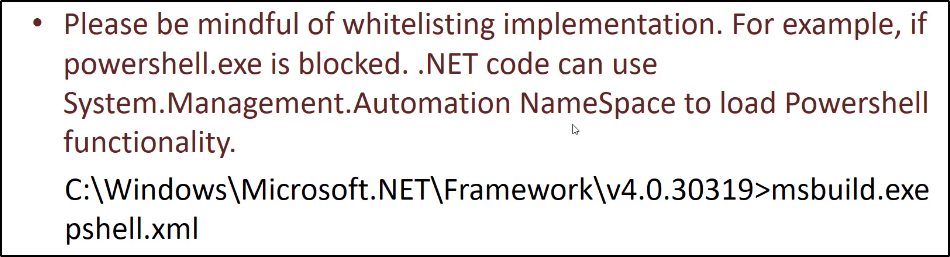 • Please be mindful of whitelisting implementation. For example, if
powershell.exe is blocked. .NET code can use
System.Management.Automation NameSpace to load Powershell
functionality.
C:\Windows\Microsoft.NET\Framework\v4.0.30319>msbuild.exe
pshell.xml